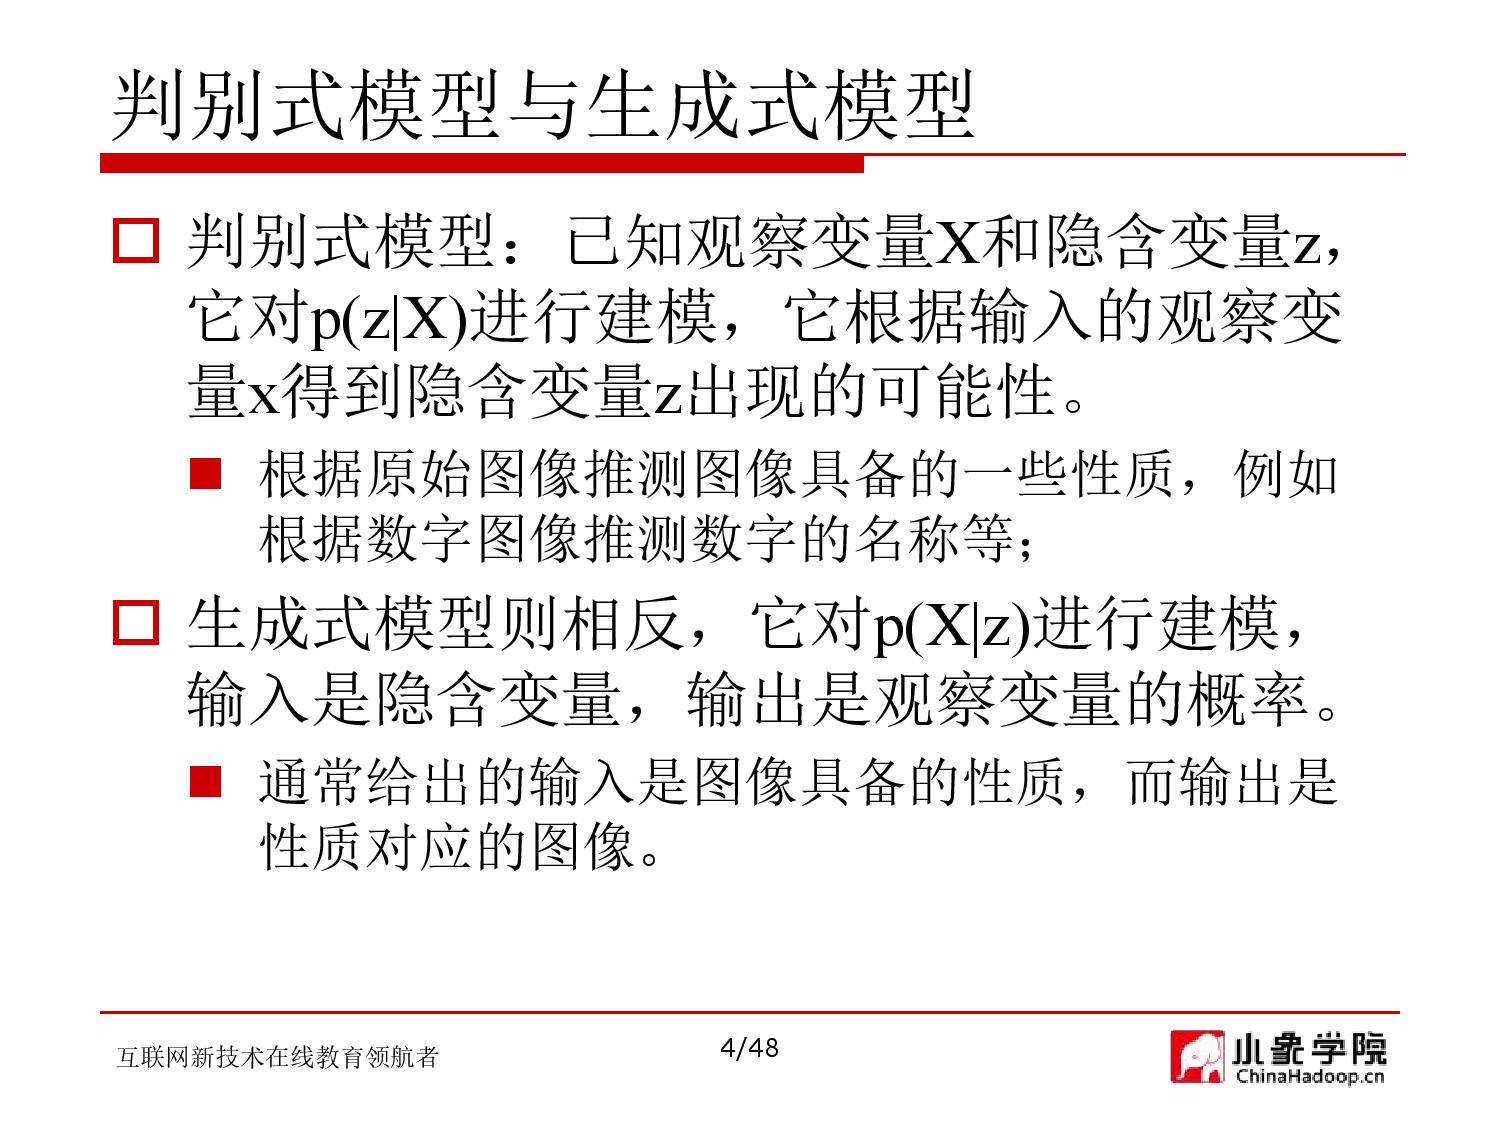 判别式模型与生成式模型
判别式模型：已知观察变量X和隐含变量z，
它对p(z|X)进行建模，它根据输入的观察变
量x得到隐含变量z出现的可能性。
根据原始图像推测图像具备的一些性质，例如
根据数字图像推测数字的名称等；
生成式模型则相反，它对p(X|z)进行建模，
输入是隐含变量，输出是观察变量的概率。
通常给出的输入是图像具备的性质，而输出是
性质对应的图像。
互联网新技术在线教育领航者
4/48
小象学院
ChinaHadoop.cn